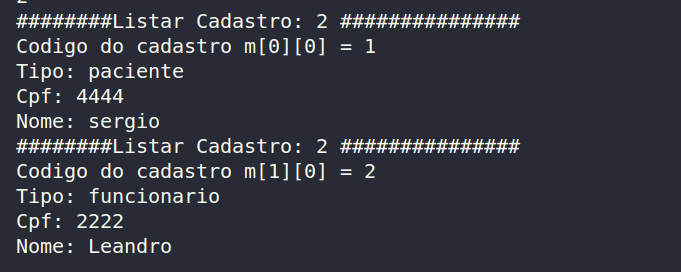 2
########Listar Cadastro: 2 ###############
Codigo do cadastro m[0][0] = 1
Tipo: paciente
Cpf: 4444
Nome: sergio
########Listar Cadastro: 2 ###############
Codigo do cadastro m[1][0] = 2
Tipo: funcionario
Cpf: 2222
Nome: Leandro